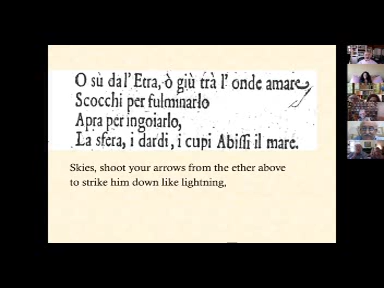 O sù dal'Etra, ò giù trà l'onde amare
Scocchi per fulminarlo
Apra per ingoiarlo,
La sfera, i dardi, i cupi Abissi il mare.
Skies, shoot your arrows from the ether above
to strike him down like lightning,